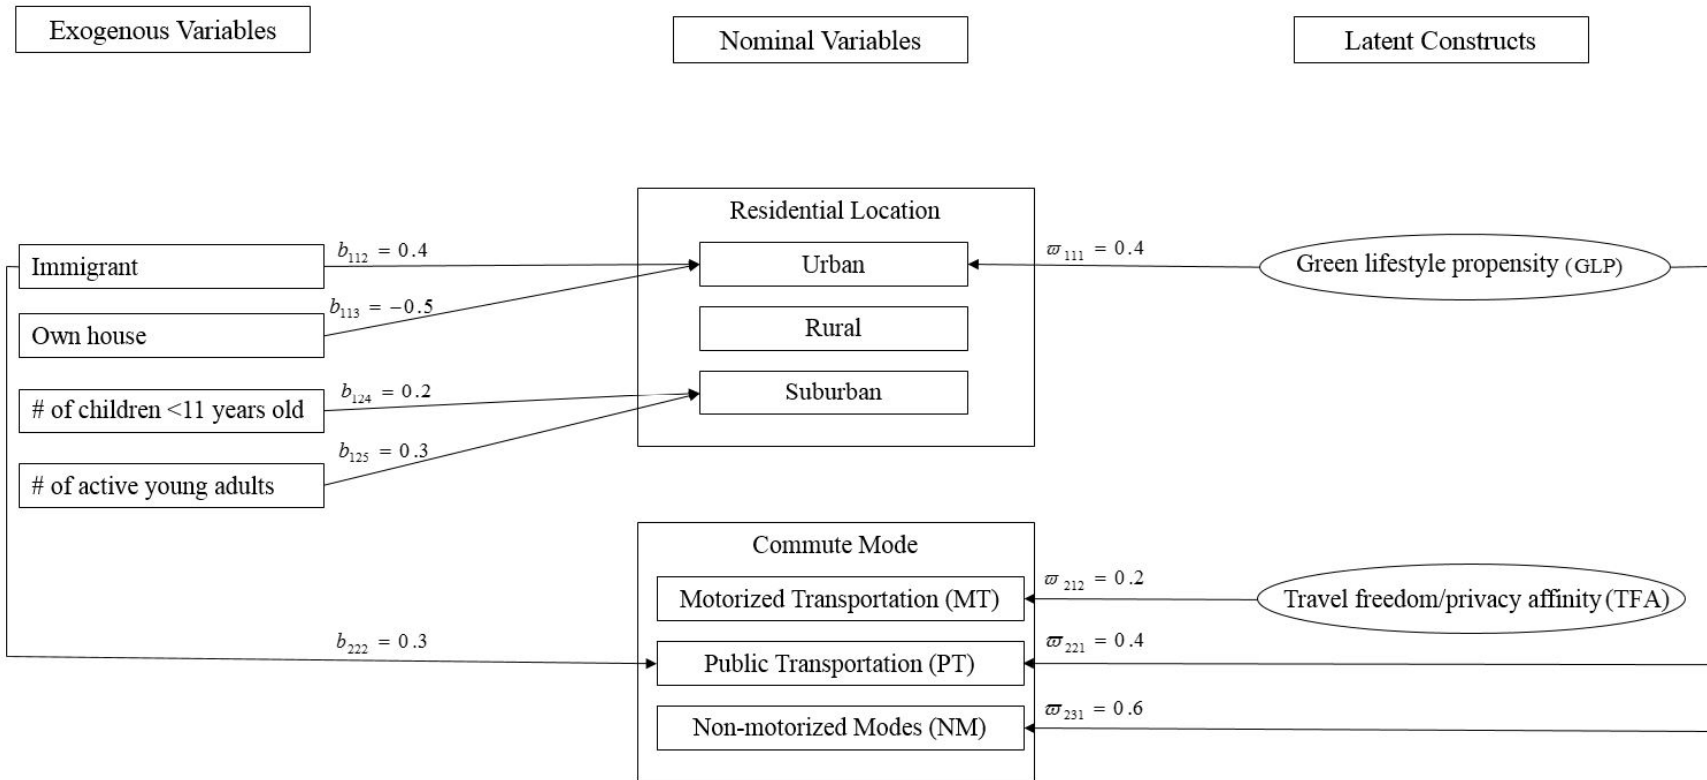 Exogenous Variables
Nominal Variables
Latent Constructs
Residential Location
Immigrant
b₁₁₂ = 0.4
Urban
ϖ₁₁₁ = 0.4
Green lifestyle propensity (GLP)
Own house
b₁₁₃ = −0.5
Rural
# of children <11 years old
b₁₂₄ = 0.2
Suburban
# of active young adults
b₁₂₅ = 0.3
Commute Mode
Motorized Transportation (MT)
ϖ₂₁₂ = 0.2
Travel freedom/privacy affinity (TFA)
b₂₂₂ = 0.3
Public Transportation (PT)
ϖ₂₂₁ = 0.4
Non-motorized Modes (NM)
ϖ₂₃₁ = 0.6